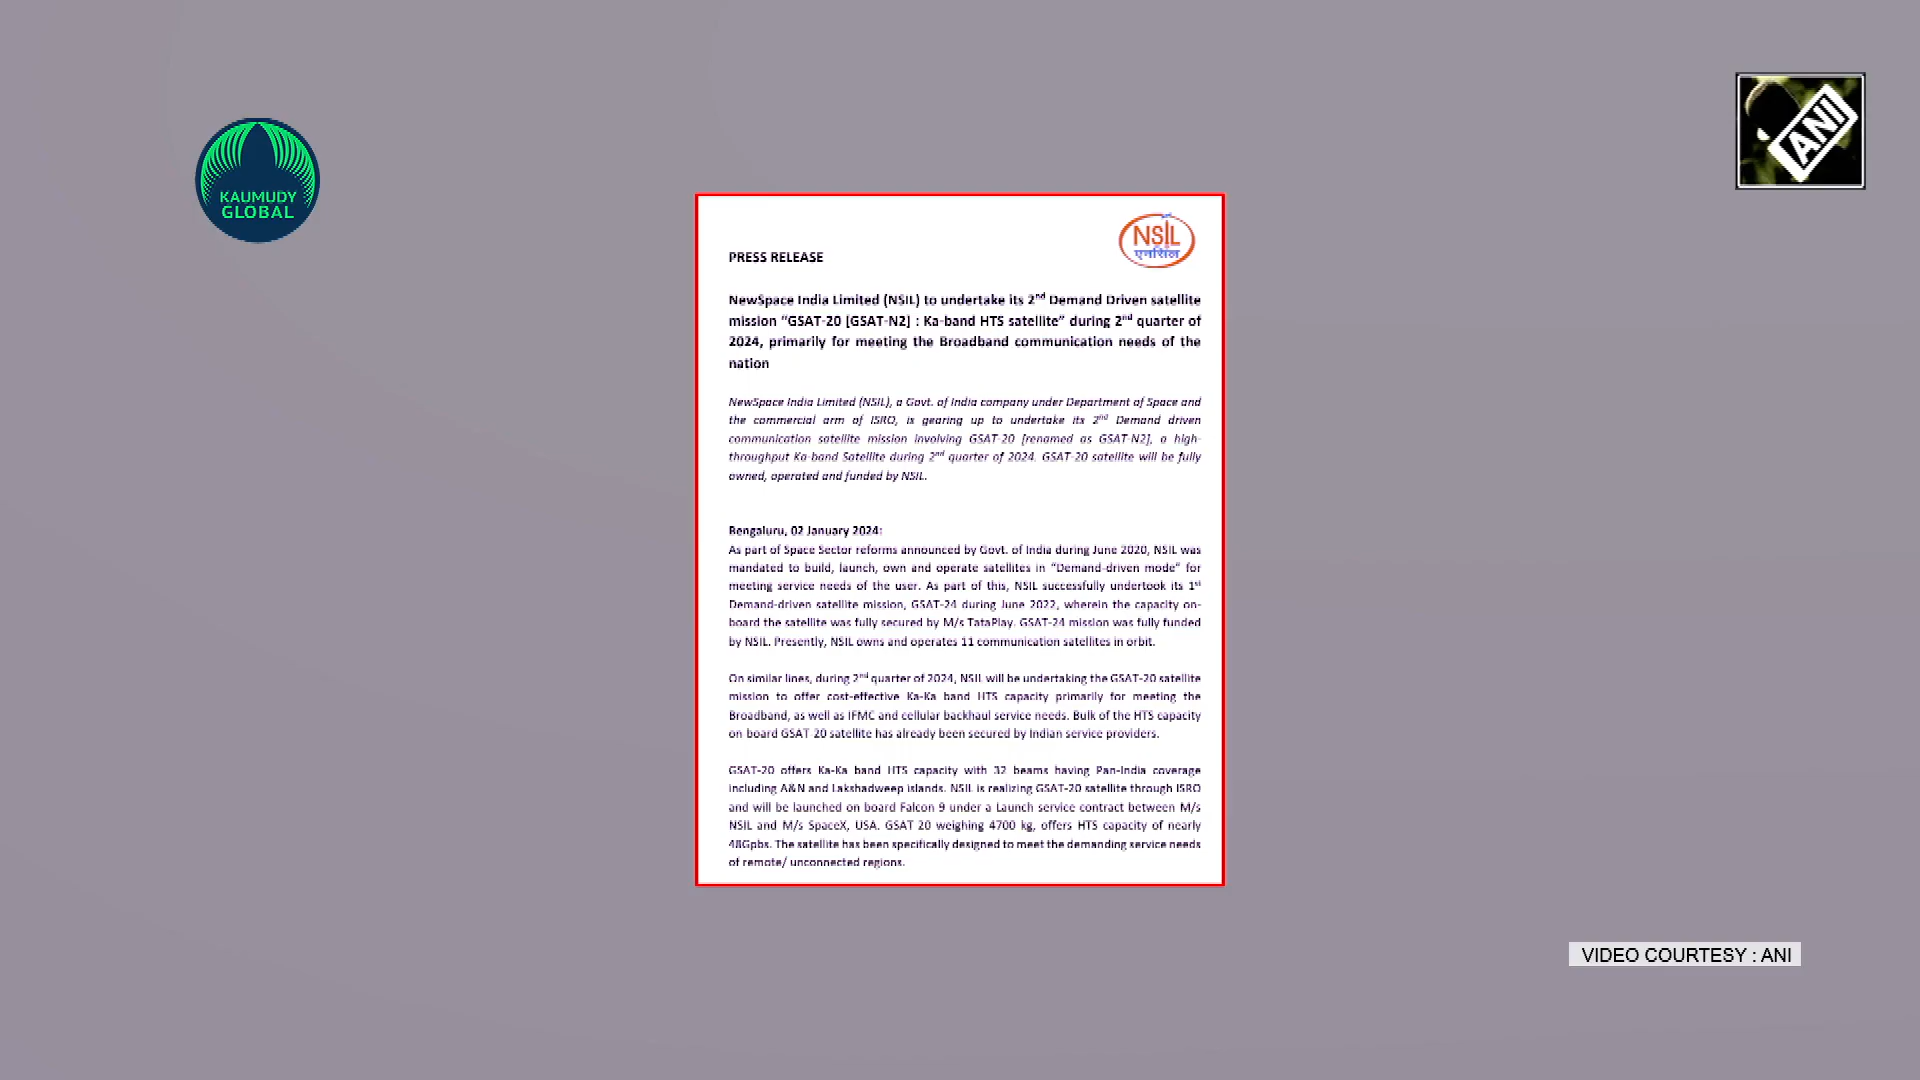 KAUMUDY
GLOBAL
ANI
NSIL
एनसिल
PRESS RELEASE
NewSpace India Limited (NSIL) to undertake its 2nd Demand Driven satellite
mission “GSAT-20 [GSAT-N2] : Ka-band HTS satellite” during 2nd quarter of
2024, primarily for meeting the Broadband communication needs of the
nation
NewSpace India Limited (NSIL), a Govt. of India company under Department of Space and
the commercial arm of ISRO, is gearing up to undertake its 2nd Demand driven
communication satellite mission involving GSAT-20 [renamed as GSAT-N2], a high-
throughput Ka-band Satellite during 2nd quarter of 2024. GSAT-20 satellite will be fully
owned, operated and funded by NSIL.
Bengaluru, 02 January 2024:
As part of Space Sector reforms announced by Govt. of India during June 2020, NSIL was
mandated to build, launch, own and operate satellites in “Demand-driven mode” for
meeting service needs of the user. As part of this, NSIL successfully undertook its 1st
Demand-driven satellite mission, GSAT-24 during June 2022, wherein the capacity on-
board the satellite was fully secured by M/s TataPlay. GSAT-24 mission was fully funded
by NSIL. Presently, NSIL owns and operates 11 communication satellites in orbit.
On similar lines, during 2nd quarter of 2024, NSIL will be undertaking the GSAT-20 satellite
mission to offer cost-effective Ka-Ka band HTS capacity primarily for meeting the
Broadband, as well as IFMC and cellular backhaul service needs. Bulk of the HTS capacity
on-board GSAT-20 satellite has already been secured by Indian service providers.
GSAT-20 offers Ka-Ka band HTS capacity with 32 beams having Pan-India coverage
including A&N and Lakshadweep islands. NSIL is realizing GSAT-20 satellite through ISRO
and will be launched on board Falcon 9 under a Launch service contract between M/s
NSIL and M/s SpaceX, USA. GSAT-20 weighing 4700 kg, offers HTS capacity of nearly
48Gpbs. The satellite has been specifically designed to meet the demanding service needs
of remote/ unconnected regions.
VIDEO COURTESY : ANI